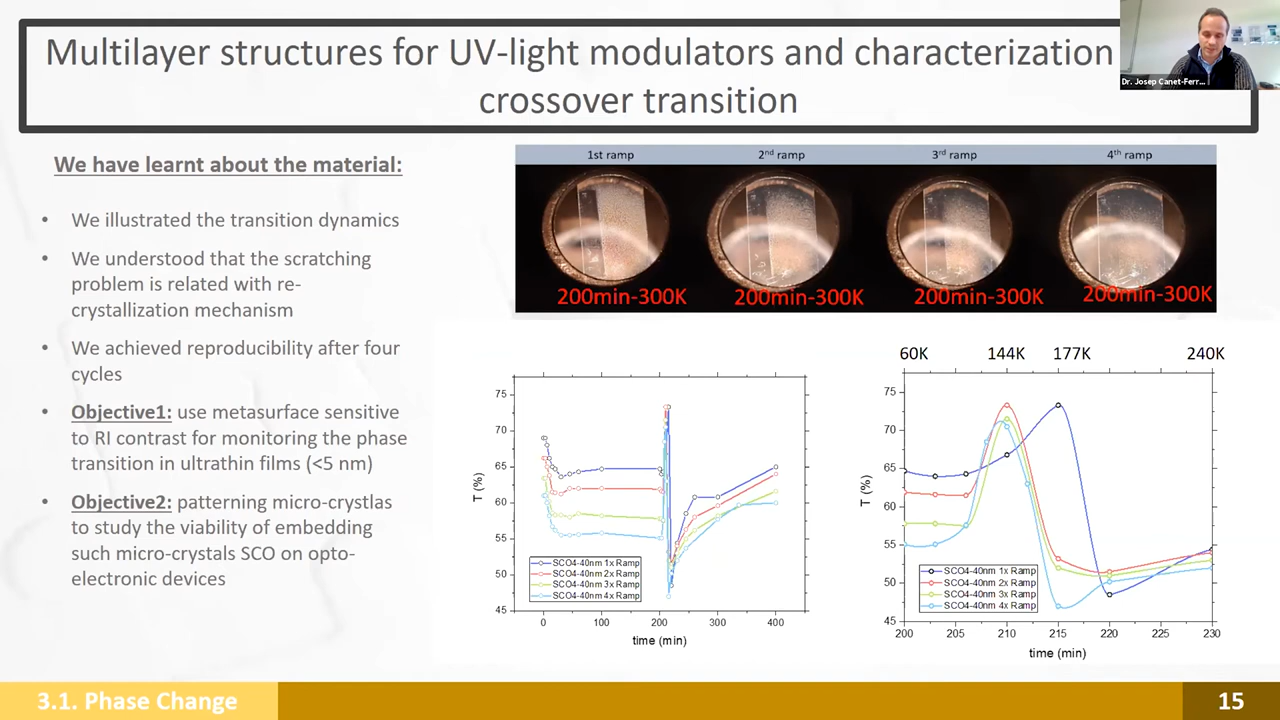 Multilayer structures for UV-light modulators and characterization
crossover transition
Dr. Josep Canet-Ferr...
We have learnt about the material:
• We illustrated the transition dynamics
• We understood that the scratching
problem is related with re-
crystallization mechanism
• We achieved reproducibility after four
cycles
• Objective1: use metasurface sensitive
to RI contrast for monitoring the phase
transition in ultrathin films (<5 nm)
• Objective2: patterning micro-crystlas
to study the viability of embedding
such micro-crystals SCO on opto-
electronic devices
1st ramp 2nd ramp 3rd ramp 4th ramp
200min-300K 200min-300K 200min-300K 200min-300K
75
70
65
60
55
50
45
T (%)
SCO4-40nm 1x Ramp
SCO4-40nm 2x Ramp
SCO4-40nm 3x Ramp
SCO4-40nm 4x Ramp
0 100 200 300 400
time (min)
60K 144K 177K 240K
75
70
65
60
55
50
45
T (%)
SCO4-40nm 1x Ramp
SCO4-40nm 2x Ramp
SCO4-40nm 3x Ramp
SCO4-40nm 4x Ramp
200 205 210 215 220 225 230
time (min)
3.1. Phase Change
15